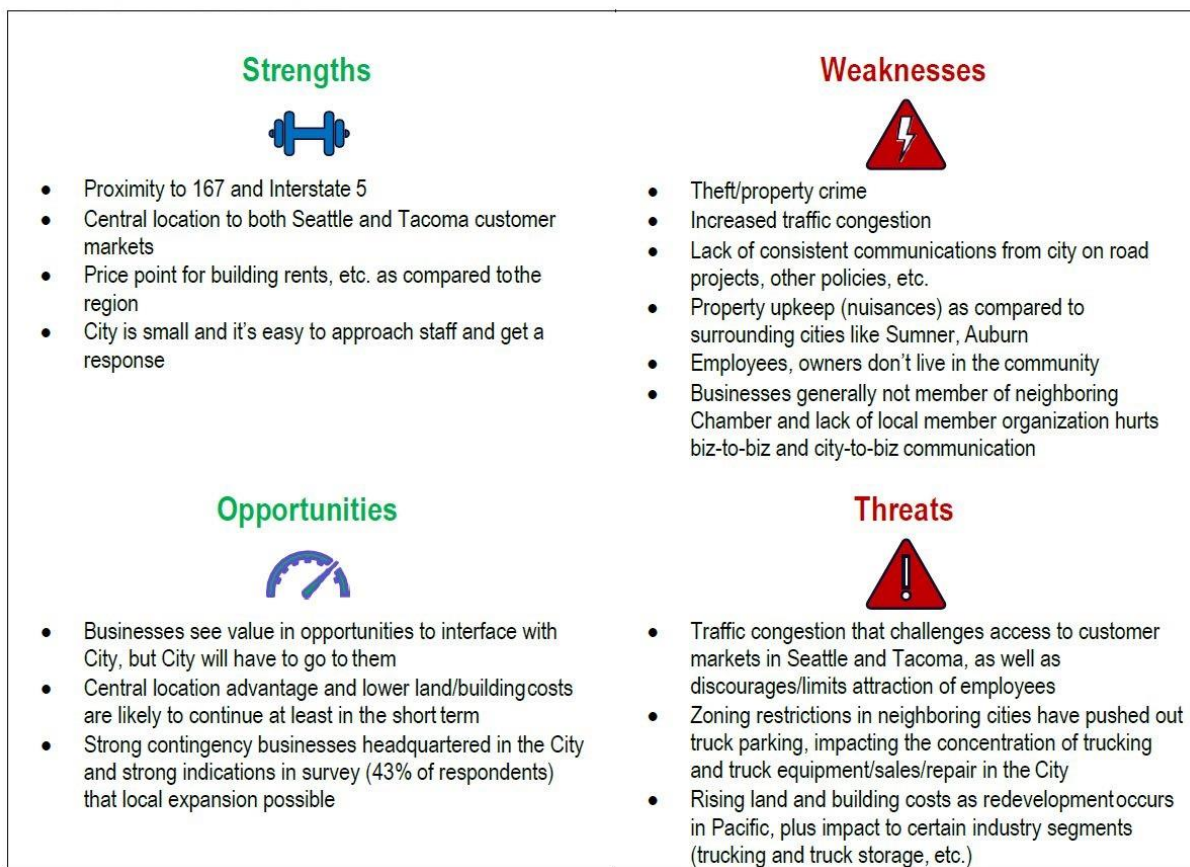 Strengths
● Proximity to 167 and Interstate 5
● Central location to both Seattle and Tacoma customer
markets
● Price point for building rents, etc. as compared to the
region
● City is small and it’s easy to approach staff and get a
response
Weaknesses
● Theft/property crime
● Increased traffic congestion
● Lack of consistent communications from city on road
projects, other policies, etc.
● Property upkeep (nuisances) as compared to
surrounding cities like Sumner, Auburn
● Employees, owners don’t live in the community
● Businesses generally not member of neighboring
Chamber and lack of local member organization hurts
biz-to-biz and city-to-biz communication
Opportunities
● Businesses see value in opportunities to interface with
City, but City will have to go to them
● Central location advantage and lower land/building costs
are likely to continue at least in the short term
● Strong contingency businesses headquartered in the City
and strong indications in survey (43% of respondents)
that local expansion possible
Threats
● Traffic congestion that challenges access to customer
markets in Seattle and Tacoma, as well as
discourages/limits attraction of employees
● Zoning restrictions in neighboring cities have pushed out
truck parking, impacting the concentration of trucking
and truck equipment/sales/repair in the City
● Rising land and building costs as redevelopment occurs
in Pacific, plus impact to certain industry segments
(trucking and truck storage, etc.)